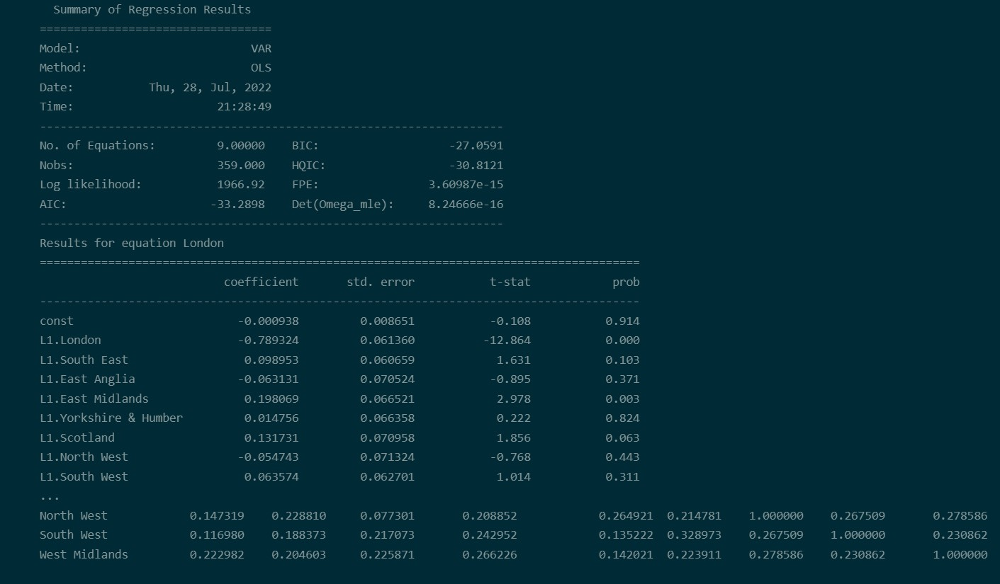 Summary of Regression Results
==================================
Model:                         VAR
Method:                        OLS
Date:           Thu, 28, Jul, 2022
Time:                     21:28:49
--------------------------------------------------------------------
No. of Equations:         9.00000    BIC:                   -27.0591
Nobs:                     359.000    HQIC:                  -30.8121
Log likelihood:           1966.92    FPE:                3.60987e-15
AIC:                     -33.2898    Det(Omega_mle):     8.24666e-16
--------------------------------------------------------------------
Results for equation London
========================================================================================
                           coefficient       std. error           t-stat            prob
----------------------------------------------------------------------------------------
const                        -0.000938         0.008651           -0.108           0.914
L1.London                    -0.789324         0.061360          -12.864           0.000
L1.South East                 0.098953         0.060659            1.631           0.103
L1.East Anglia               -0.063131         0.070524           -0.895           0.371
L1.East Midlands              0.198069         0.066521            2.978           0.003
L1.Yorkshire & Humber         0.014756         0.066358            0.222           0.824
L1.Scotland                   0.131731         0.070958            1.856           0.063
L1.North West                -0.054743         0.071324           -0.768           0.443
L1.South West                 0.063574         0.062701            1.014           0.311
...
North West            0.147319    0.228810     0.077301       0.208852            0.264921  0.214781    1.000000    0.267509       0.278586
South West            0.116980    0.188373     0.217073       0.242952            0.135222  0.328973    0.267509    1.000000       0.230862
West Midlands         0.222982    0.204603     0.225871       0.266226            0.142021  0.223911    0.278586    0.230862       1.000000